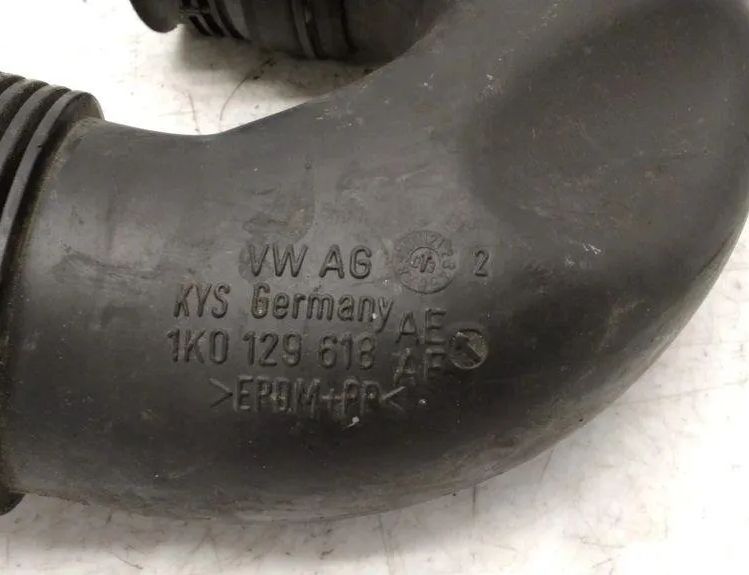 VW AG 2
KYS Germany
1K0 129 618 AE
AF
>EPDM+PP<